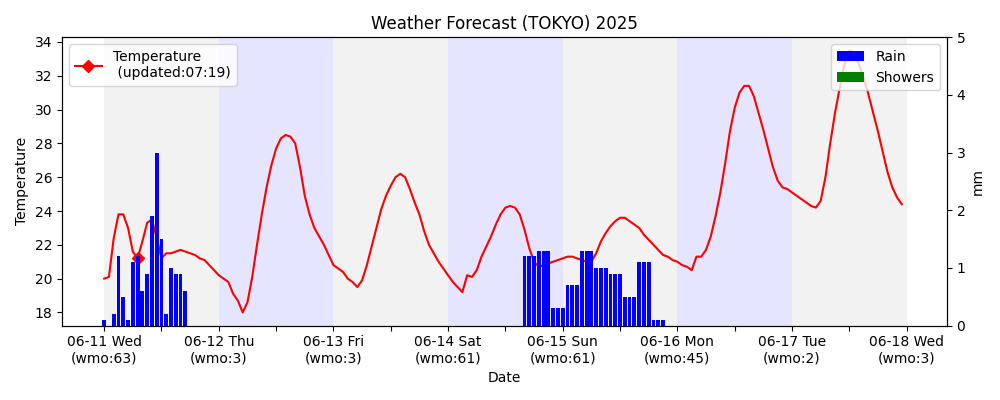 Weather Forecast (TOKYO) 2025
Temperature
(updated:07:19)
Rain
Showers
34
32
30
28
26
24
22
20
18
Temperature
5
4
3
2
1
0
mm
06-11 Wed
(wmo:63)
06-12 Thu
(wmo:3)
06-13 Fri
(wmo:3)
06-14 Sat
(wmo:61)
06-15 Sun
(wmo:61)
06-16 Mon
(wmo:45)
06-17 Tue
(wmo:2)
06-18 Wed
(wmo:3)
Date